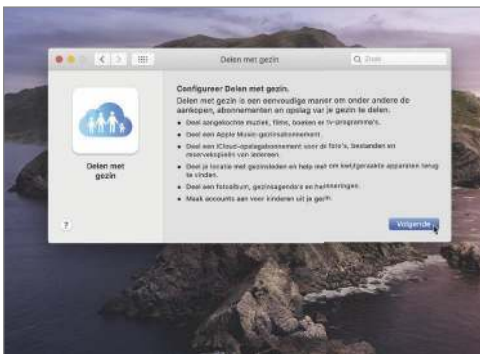 Delen met gezin
Zoek
Configureer Delen met gezin.
Delen met gezin is een eenvoudige manier om onder andere de
aankopen, abonnementen en opslag van je gezin te delen.
• Deel aangekochte muziek, films, boeken en tv-programma's.
• Deel een Apple Music-gezinsabonnement.
• Deel een iCloud-opslagabonnement voor de foto's, bestanden en
reservekopieën van iedereen.
• Deel je locatie met gezinsleden en help met om kwijtgeraakte apparaten terug
te vinden.
• Deel een fotoalbum, gezinsagenda's en herinneringen.
• Maak accounts aan voor kinderen uit je gezin.
Delen met
gezin
?
Volgende